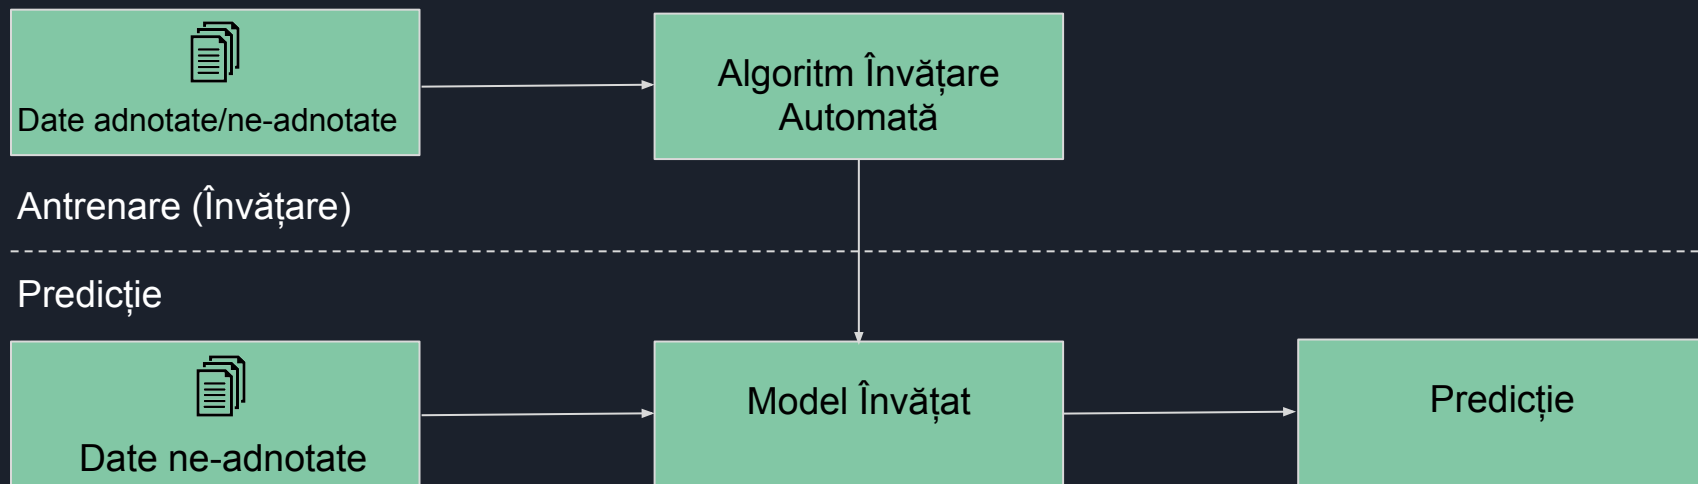 Date adnotate/ne-adnotate
Algoritm Învățare
Automată
Antrenare (Învățare)
Predicție
Date ne-adnotate
Model Învățat
Predicție